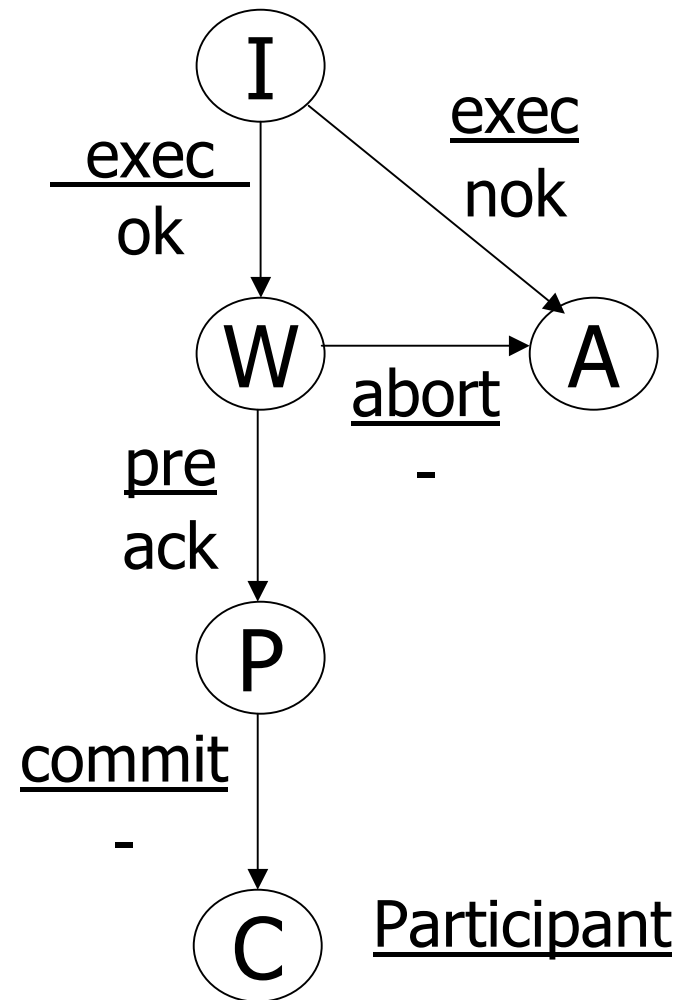 I
exec
nok
exec
ok
W
A
abort
-
pre
ack
P
commit
-
C
Participant